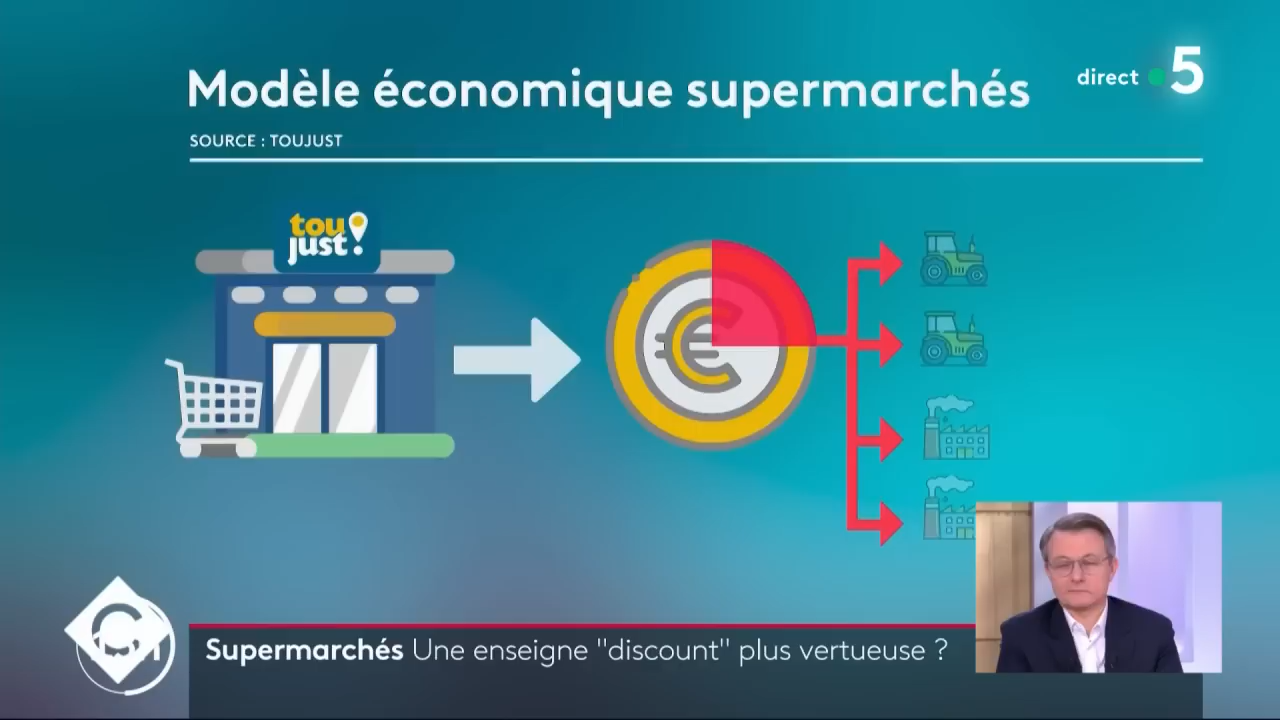 Modèle économique supermarchés
direct 5
SOURCE : TOUJUST
tou
just!
€
C
Supermarchés Une enseigne "discount" plus vertueuse ?